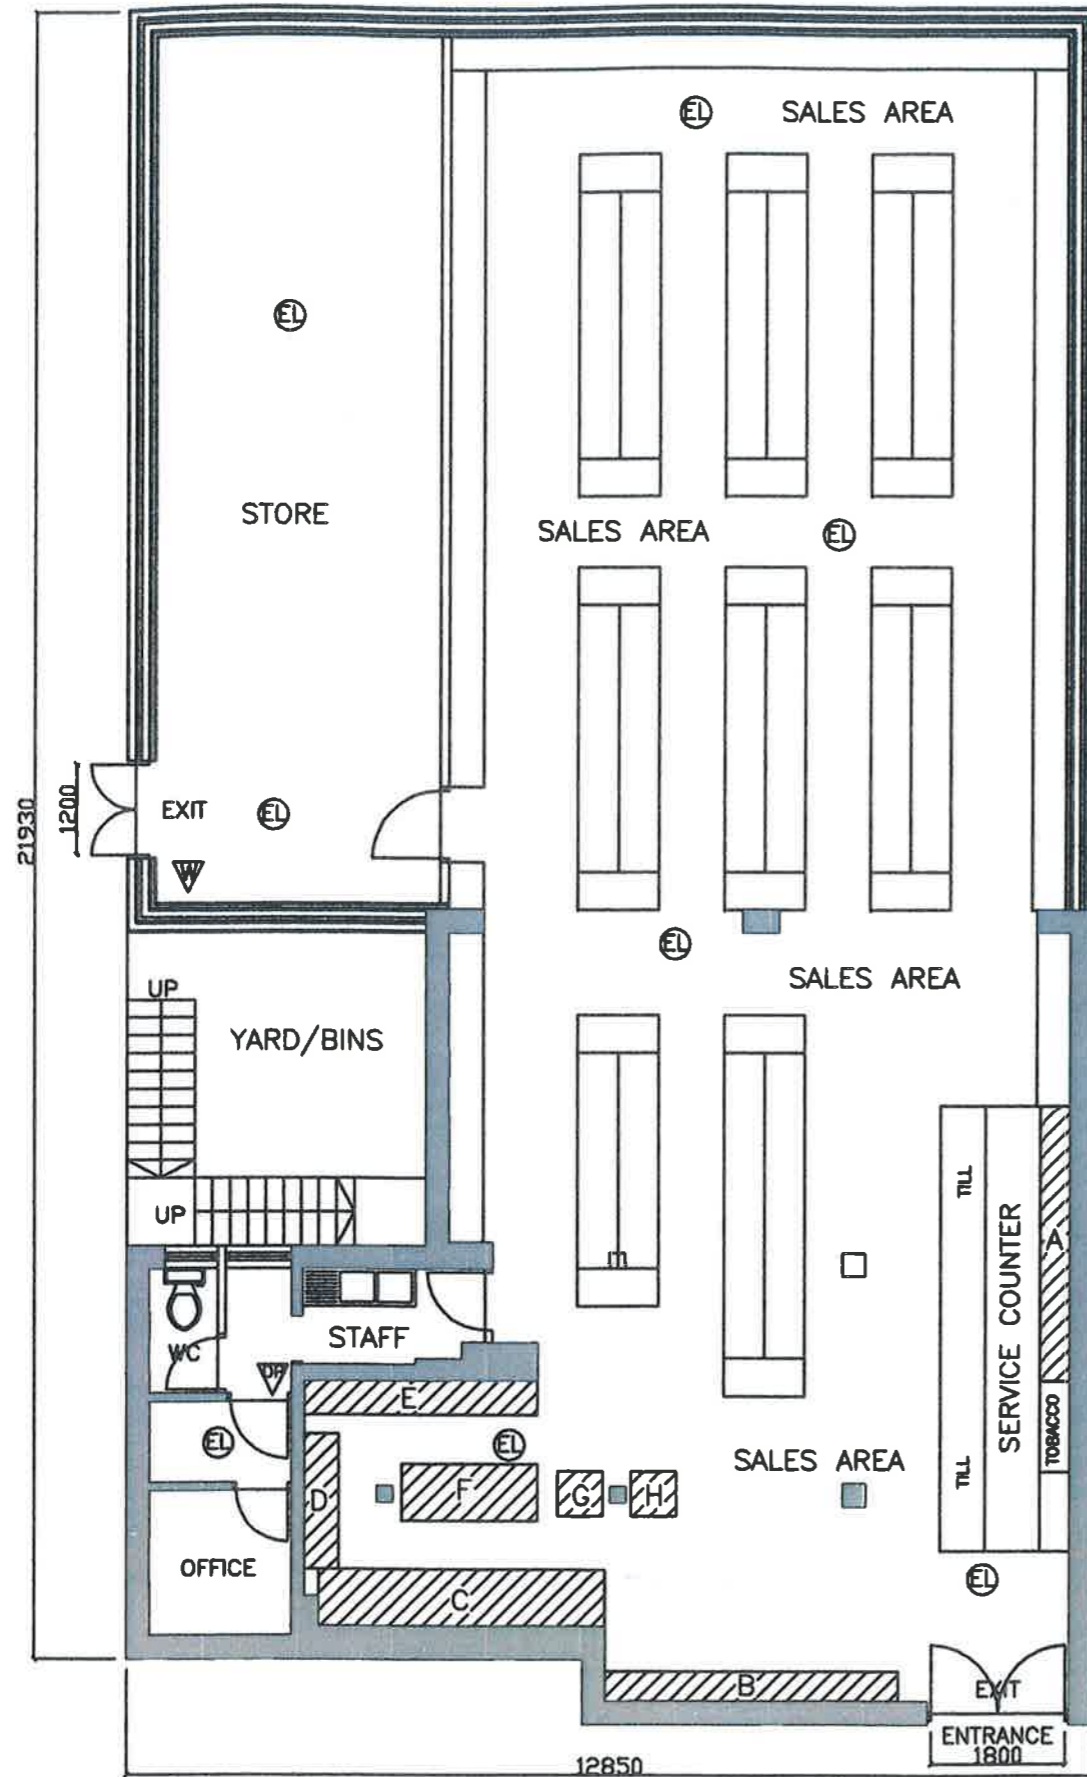 EL
SALES AREA
EL
STORE
SALES AREA
EL
21930
1200
EXIT
EL
W
EL
SALES AREA
UP
YARD/BINS
UP
TILL
SERVICE COUNTER
A
m
STAFF
WC
DP
E
EL
EL
SALES AREA
TILL
TOBACCO
D
F
G
H
OFFICE
C
EL
B
EXIT
ENTRANCE
1800
12850